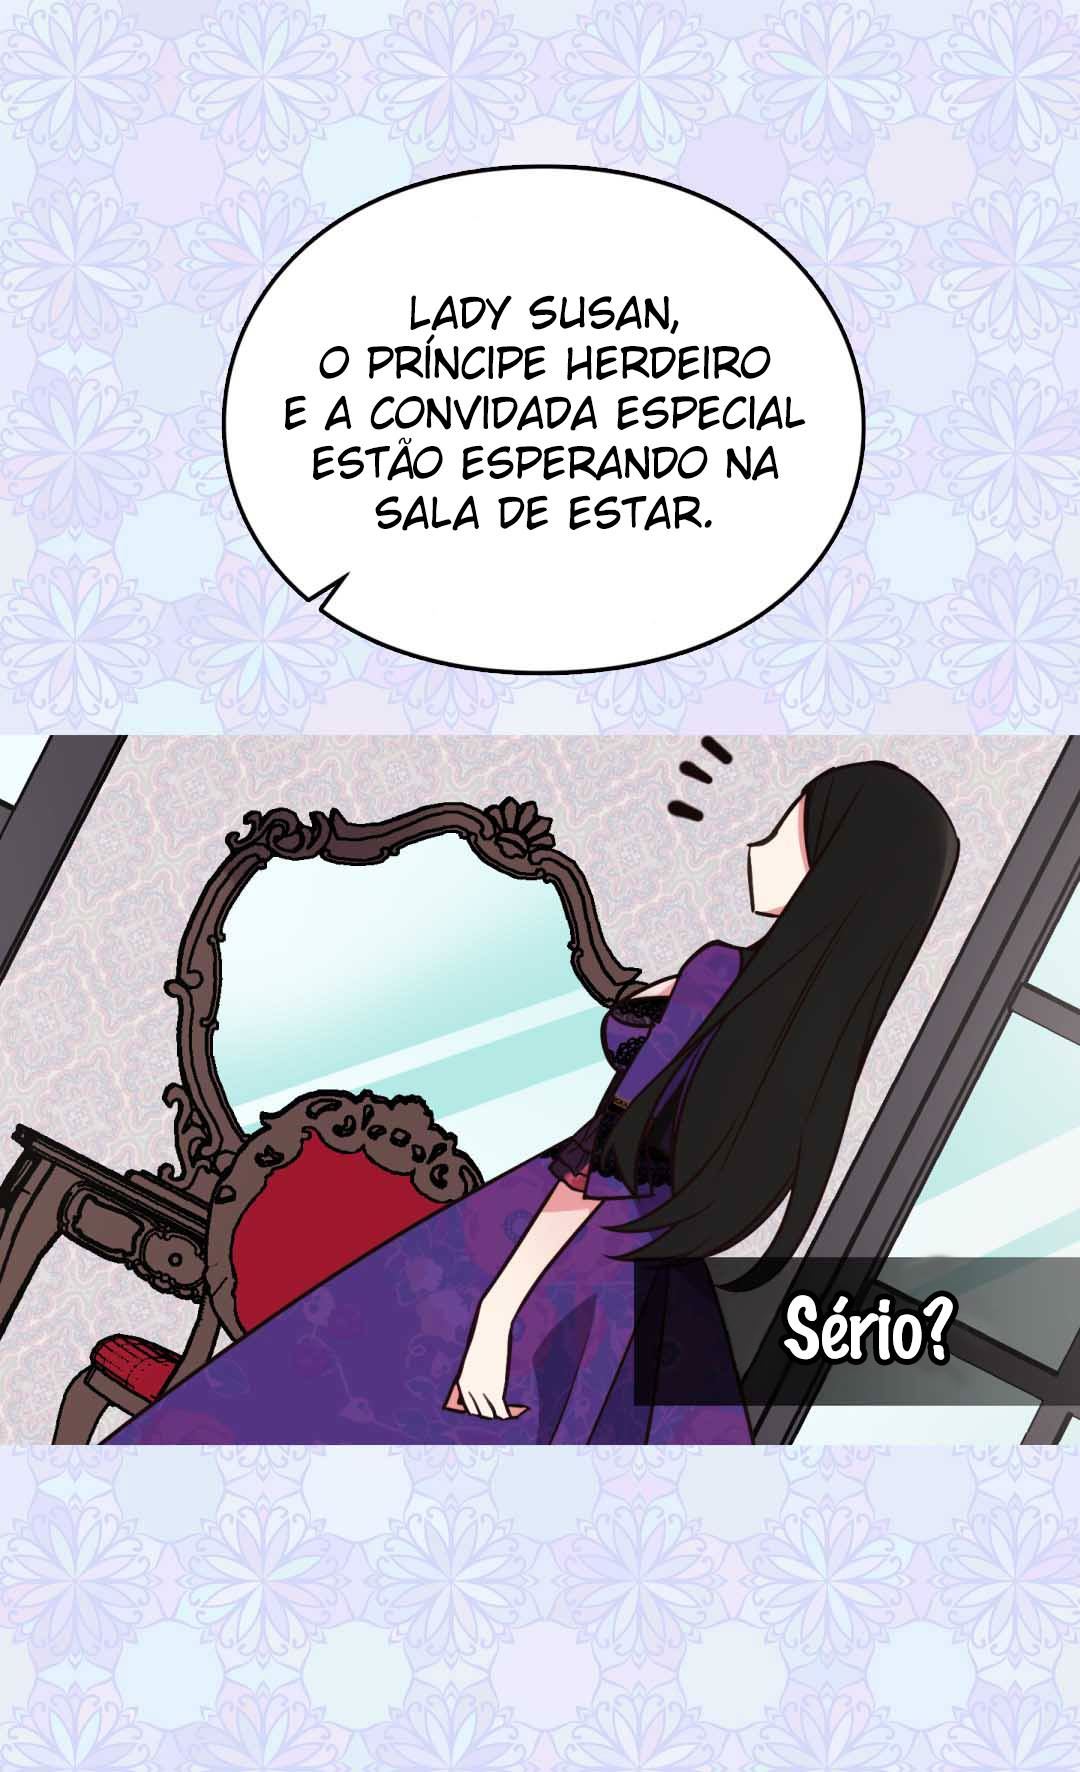 LADY SUSAN,
O PRÍNCIPE HERDEIRO
E A CONVIDADA ESPECIAL
ESTÃO ESPERANDO NA
SALA DE ESTAR.
Sério?